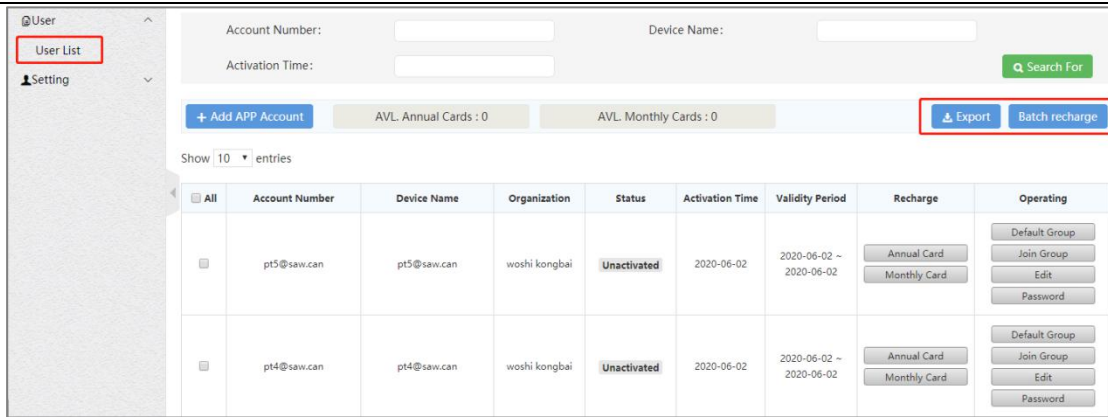 User
User List
Setting
Account Number:
Device Name:
Activation Time:
Search For
+ Add APP Account
AVL. Annual Cards : 0
AVL. Monthly Cards : 0
Export
Batch recharge
Show 10 entries
All Account Number Device Name Organization Status Activation Time Validity Period Recharge Operating
pt5@saw.can pt5@saw.can woshi kongbai Unactivated 2020-06-02
2020-06-02 ~
2020-06-02
Annual Card
Monthly Card
Default Group
Join Group
Edit
Password
pt4@saw.can pt4@saw.can woshi kongbai Unactivated 2020-06-02
2020-06-02 ~
2020-06-02
Annual Card
Monthly Card
Default Group
Join Group
Edit
Password